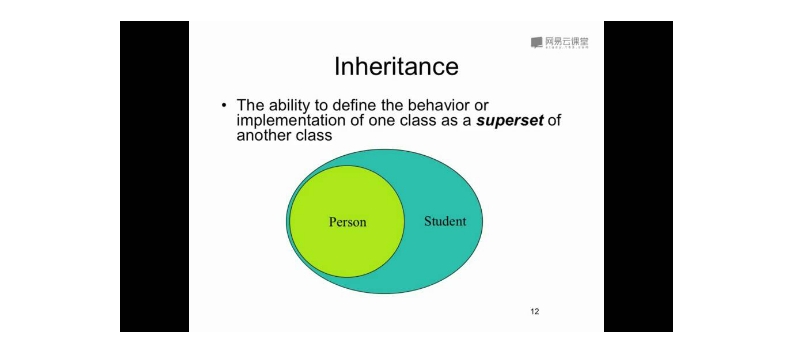 网易云课堂
Inheritance
• The ability to define the behavior or
implementation of one class as a superset of
another class
Person
Student
12